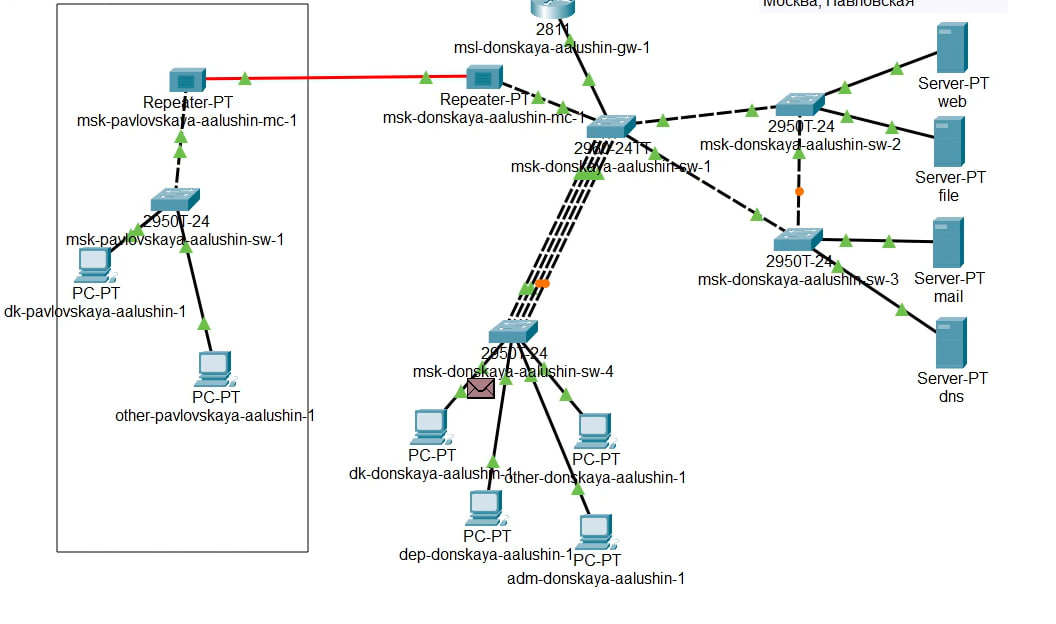 Москва, Павловская
2811
msl-donskaya-aalushin-gw-1
Repeater-PT
msk-pavlovskaya-aalushin-mc-1
Repeater-PT
msk-donskaya-aalushin-mc-1
2960-24TT
msk-donskaya-aalushin-sw-1
2950T-24
msk-donskaya-aalushin-sw-2
Server-PT
web
Server-PT
file
2950T-24
msk-pavlovskaya-aalushin-sw-1
PC-PT
dk-pavlovskaya-aalushin-1
PC-PT
other-pavlovskaya-aalushin-1
2950T-24
msk-donskaya-aalushin-sw-3
Server-PT
mail
Server-PT
dns
2950T-24
msk-donskaya-aalushin-sw-4
PC-PT
dk-donskaya-aalushin-1
PC-PT
other-donskaya-aalushin-1
PC-PT
dep-donskaya-aalushin-1
PC-PT
adm-donskaya-aalushin-1